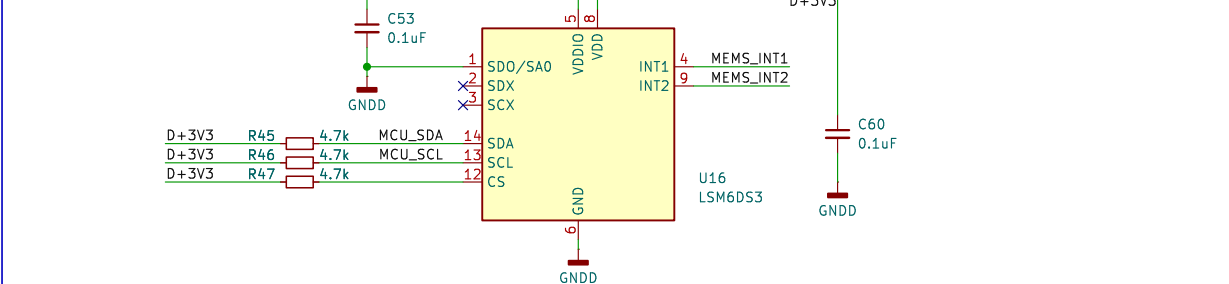 D+3V3
C53
0.1uF
GNDD
5
8
VDDIO
VDD
1
SDO/SA0
2
SDX
3
SCX
INT1
4
MEMS_INT1
INT2
9
MEMS_INT2
D+3V3
R45
4.7k
MCU_SDA
14
SDA
D+3V3
R46
4.7k
MCU_SCL
13
SCL
D+3V3
R47
4.7k
12
CS
GND
6
GNDD
U16
LSM6DS3
C60
0.1uF
GNDD